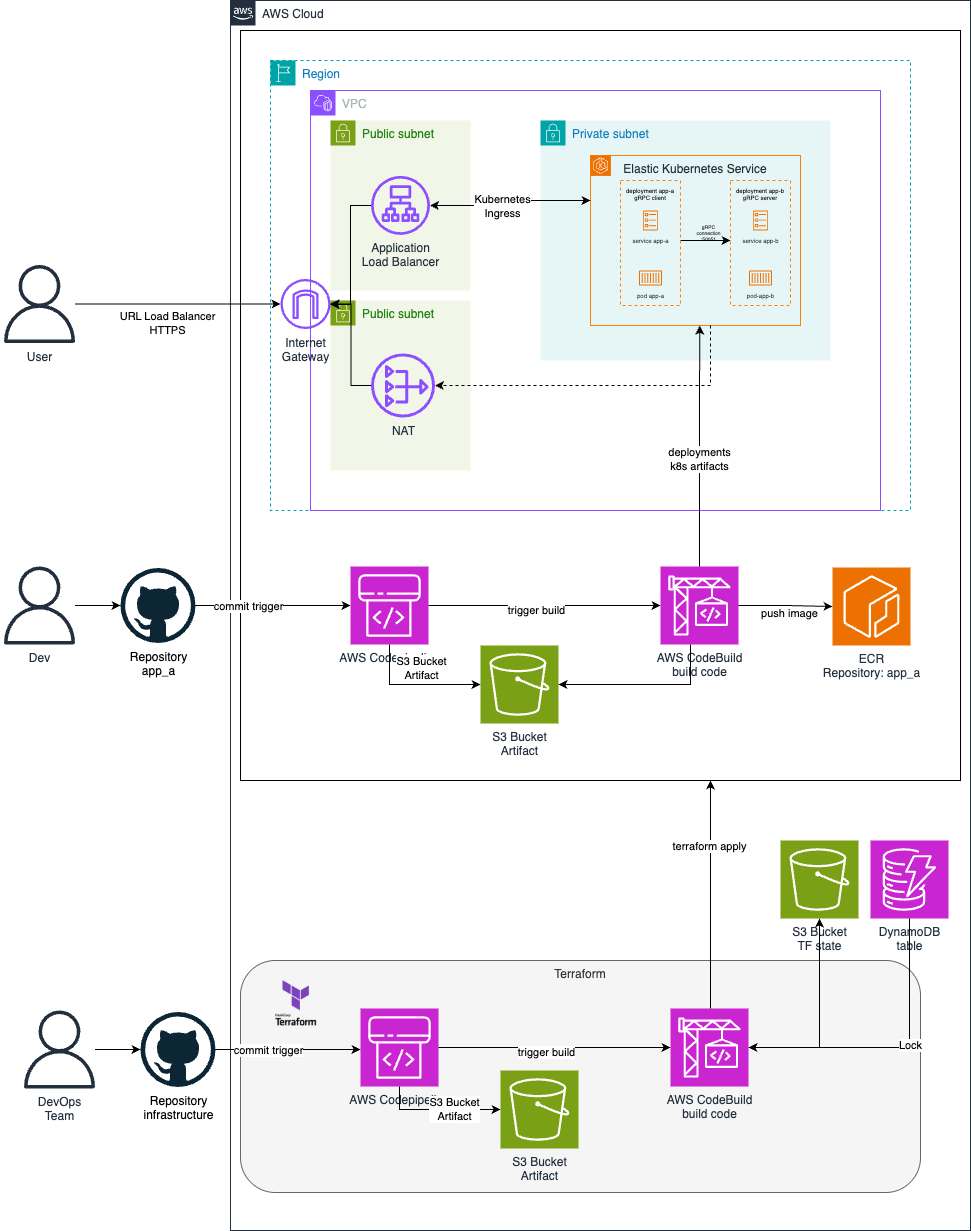 aws
AWS Cloud
Region
VPC
Public subnet
Private subnet
Elastic Kubernetes Service
deployment app-a
gRPC client
deployment app-b
gRPC server
Kubernetes
Ingress
gRPC
connection
service app-a
service app-b
Application
Load Balancer
pod app-a
pod-app-b
Public subnet
URL Load Balancer
HTTPS
User
Internet
Gateway
NAT
deployments
k8s artifacts
commit trigger
trigger build
push image
Dev
Repository
app_a
AWS
S3 Bucket
Artifact
AWS CodeBuild
build code
ECR
Repository: app_a
S3 Bucket
Artifact
terraform apply
S3 Bucket
TF state
DynamoDB
table
Terraform
HashiCorp
Terraform
commit trigger
trigger build
Lock
DevOps
Team
Repository
infrastructure
AWS
S3 Bucket
Artifact
AWS CodeBuild
build code
S3 Bucket
Artifact